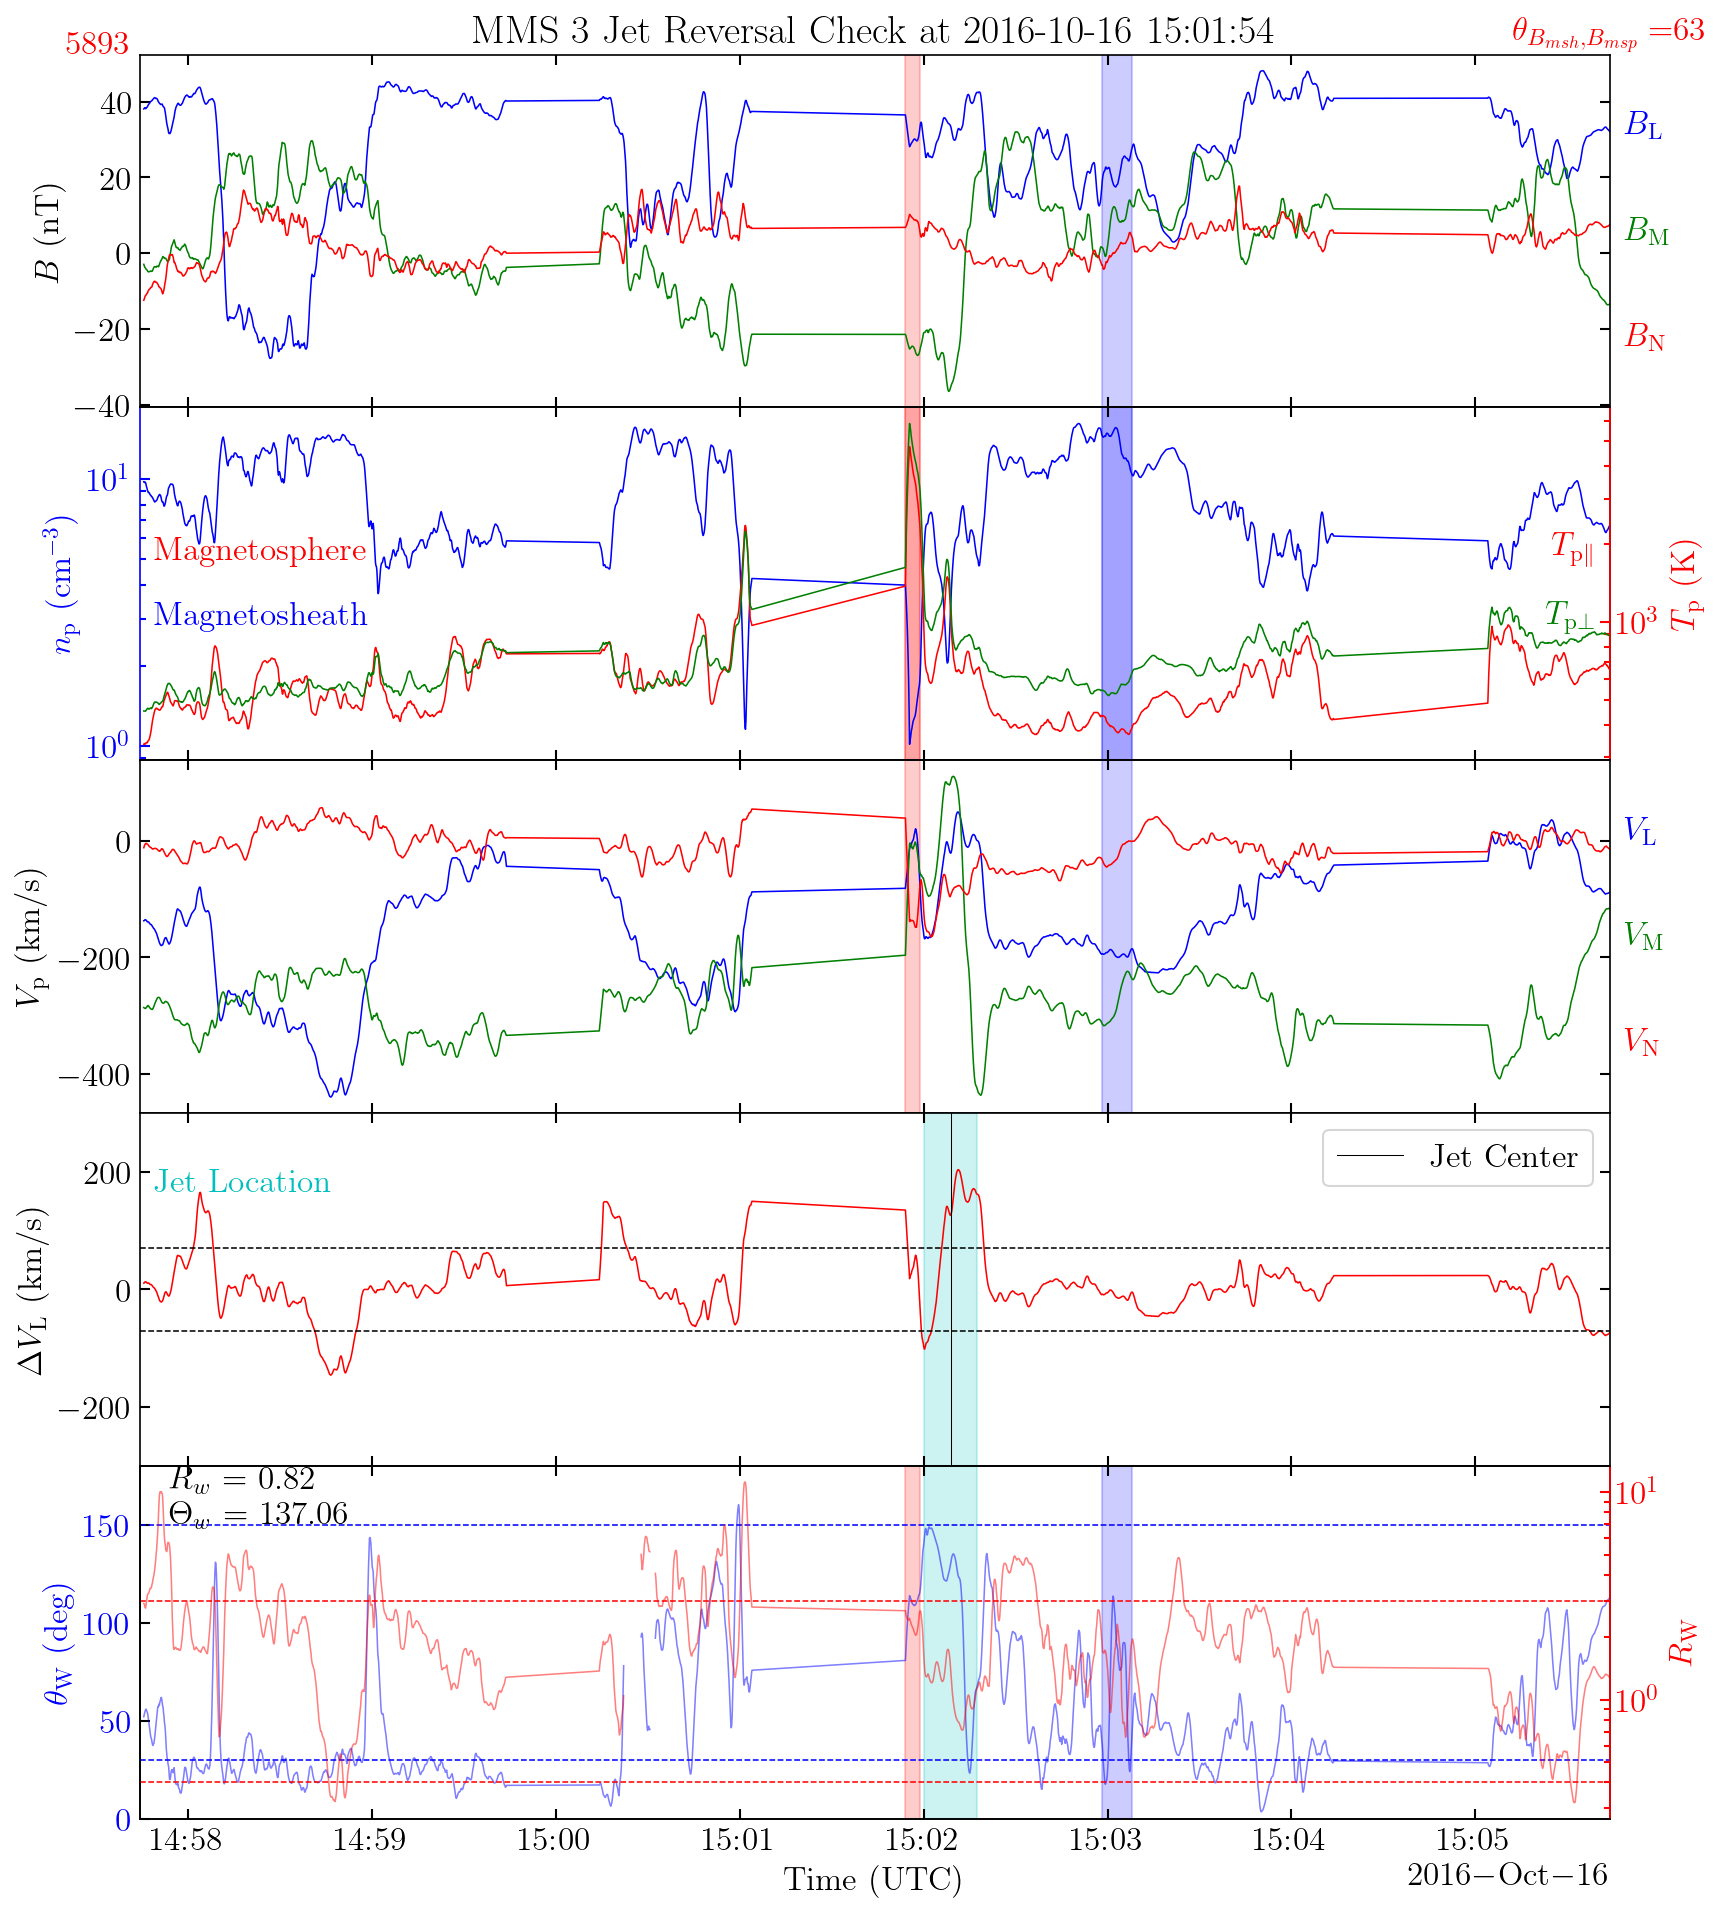 MMS 3 Jet Reversal Check at 2016-10-16 15:01:54
5893
θ_{B_{msh},B_{msp}} =63
40
20
0
−20
−40
B (nT)
B_L
B_M
B_N
10^1
10^0
n_p (cm^{−3})
Magnetosphere
Magnetosheath
T_{p∥}
T_{p⊥}
10^3
T_p (K)
0
−200
−400
V_p (km/s)
V_L
V_M
V_N
200
0
−200
ΔV_L (km/s)
Jet Location
Jet Center
R_w = 0.82
Θ_w = 137.06
150
100
50
0
θ_W (deg)
10^1
10^0
R_W
14:58 14:59 15:00 15:01 15:02 15:03 15:04 15:05
Time (UTC)
2016−Oct−16